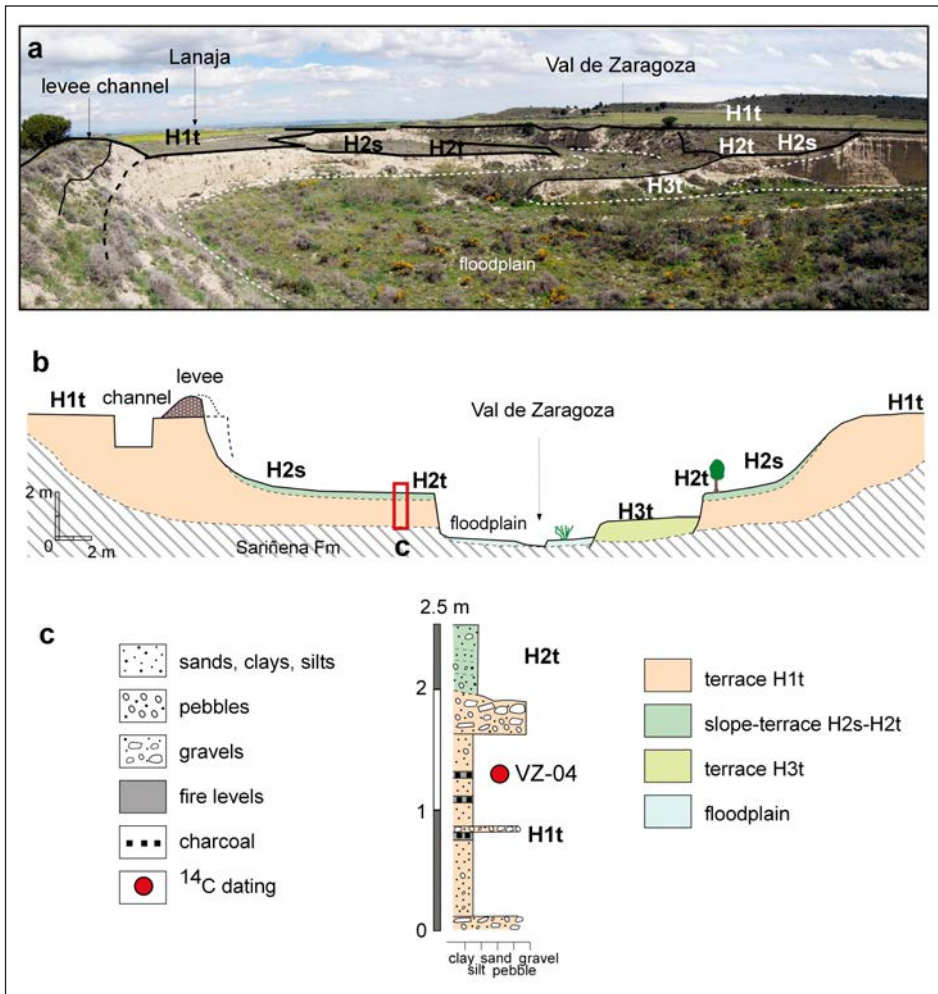 a
Lanaja
levee channel
Val de Zaragoza
H1t
H1t
H2s
H2t
H2t
H2s
H3t
floodplain
b
levee
H1t
channel
Val de Zaragoza
H1t
H2s
H2t
H2t
H2s
2 m
floodplain
H3t
0
2 m
Sariñena Fm
c
c
2.5 m
sands, clays, silts
pebbles
gravels
fire levels
charcoal
14C dating
H2t
2
VZ-04
1
H1t
0
clay sand gravel
silt pebble
terrace H1t
slope-terrace H2s-H2t
terrace H3t
floodplain